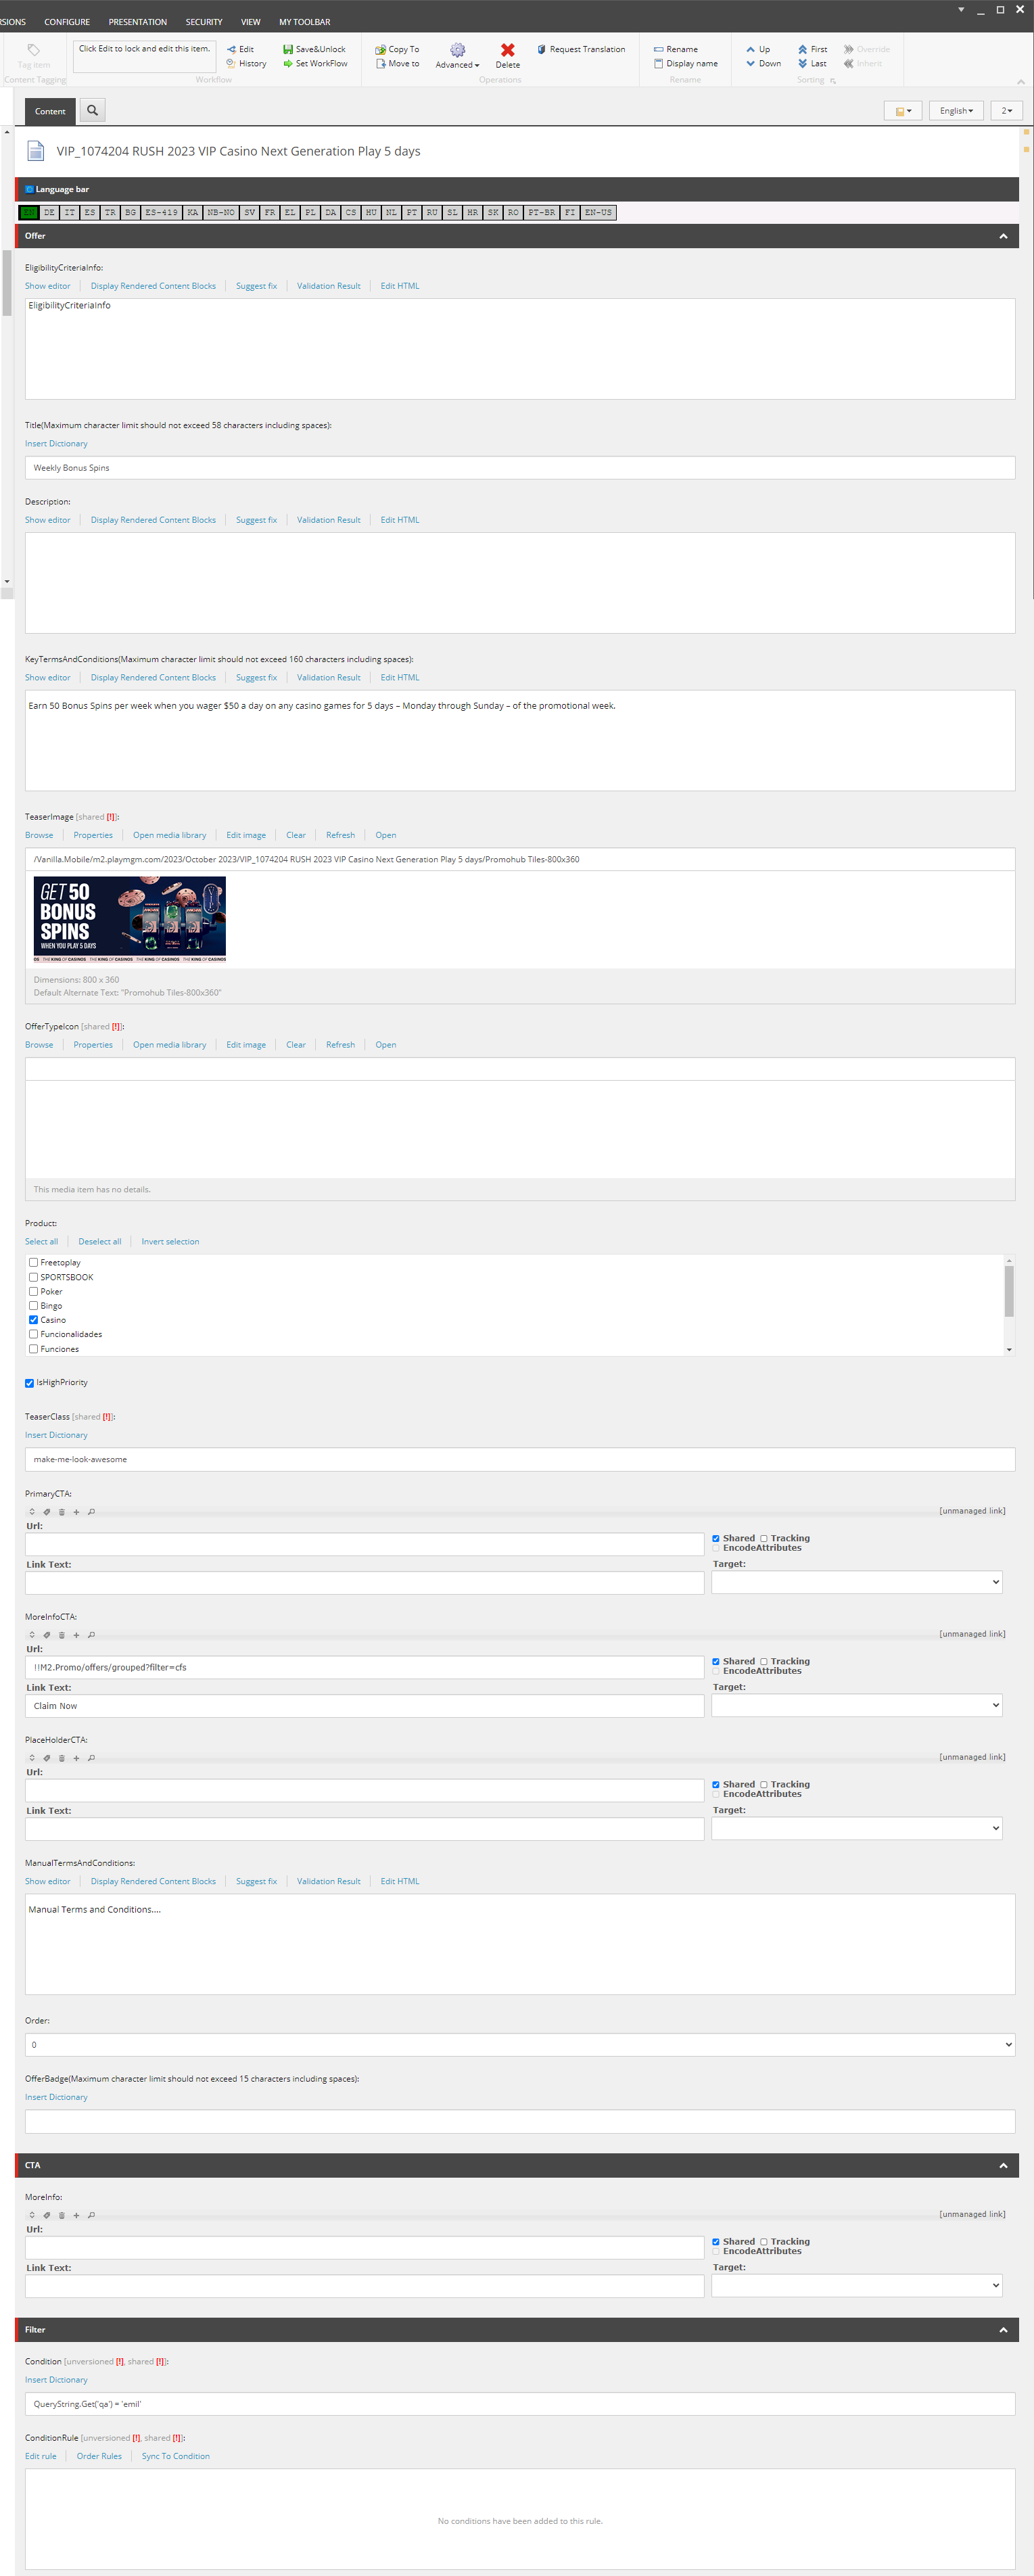 RSIONS CONFIGURE PRESENTATION SECURITY VIEW MY TOOLBAR
Tag item
Content Tagging
Click Edit to lock and edit this item.
Edit
History
Save&Unlock
Set WorkFlow
Workflow
Copy To
Move to
Advanced
Delete
Request Translation
Operations
Rename
Display name
Rename
Up
Down
First
Last
Override
Inherit
Sorting
Content
English
2
VIP_1074204 RUSH 2023 VIP Casino Next Generation Play 5 days
Language bar
DE IT ES TR BG ES-419 KA NB-NO SV FR EL PL DA CS HU NL PT RU SL HR SK RO PT-BR FI EN-US
Offer
EligibilityCriteriaInfo:
Show editor Display Rendered Content Blocks Suggest fix Validation Result Edit HTML
EligibilityCriteriaInfo
Title(Maximum character limit should not exceed 58 characters including spaces):
Insert Dictionary
Weekly Bonus Spins
Description:
Show editor Display Rendered Content Blocks Suggest fix Validation Result Edit HTML
KeyTermsAndConditions(Maximum character limit should not exceed 160 characters including spaces):
Show editor Display Rendered Content Blocks Suggest fix Validation Result Edit HTML
Earn 50 Bonus Spins per week when you wager $50 a day on any casino games for 5 days – Monday through Sunday – of the promotional week.
TeaserImage [shared [!]]:
Browse Properties Open media library Edit image Clear Refresh Open
/Vanilla.Mobile/m2.playmgm.com/2023/October 2023/VIP_1074204 RUSH 2023 VIP Casino Next Generation Play 5 days/Promohub Tiles-800x360
GET 50
BONUS
SPINS
WHEN YOU PLAY 5 DAYS
OS THE KING OF CASINOS THE KING OF CASINOS THE KING OF CASINOS THE KING OF
Dimensions: 800 x 360
Default Alternate Text: "Promohub Tiles-800x360"
OfferTypeIcon [shared [!]]:
Browse Properties Open media library Edit image Clear Refresh Open
This media item has no details.
Product:
Select all Deselect all Invert selection
Freetoplay
SPORTSBOOK
Poker
Bingo
Casino
Funcionalidades
Funciones
IsHighPriority
TeaserClass [shared [!]]:
Insert Dictionary
make-me-look-awesome
PrimaryCTA:
[unmanaged link]
Url:
Shared Tracking
EncodeAttributes
Link Text: Target:
MoreInfoCTA:
[unmanaged link]
Url:
!!M2.Promo/offers/grouped?filter=cfs
Shared Tracking
EncodeAttributes
Link Text: Target:
Claim Now
PlaceHolderCTA:
[unmanaged link]
Url:
Shared Tracking
EncodeAttributes
Link Text: Target:
ManualTermsAndConditions:
Show editor Display Rendered Content Blocks Suggest fix Validation Result Edit HTML
Manual Terms and Conditions....
Order:
0
OfferBadge(Maximum character limit should not exceed 15 characters including spaces):
Insert Dictionary
CTA
MoreInfo:
[unmanaged link]
Url:
Shared Tracking
EncodeAttributes
Link Text: Target:
Filter
Condition [unversioned [!], shared [!]]:
Insert Dictionary
QueryString.Get('qa') = 'emil'
ConditionRule [unversioned [!], shared [!]]:
Edit rule Order Rules Sync To Condition
No conditions have been added to this rule.